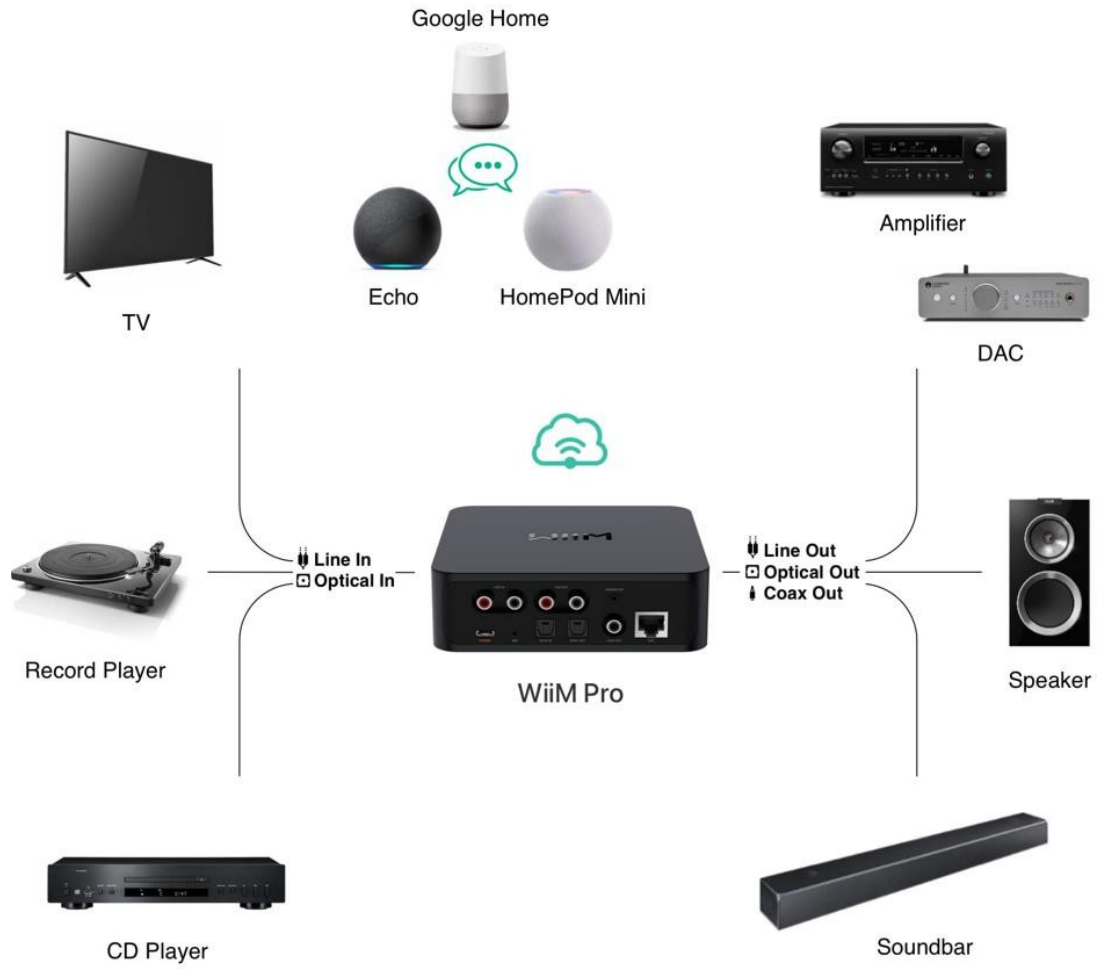 Google Home
TV
Echo
HomePod Mini
Amplifier
DAC
Line In
Optical In
Line Out
Optical Out
Coax Out
WiiM
WiiM Pro
Record Player
Speaker
CD Player
Soundbar